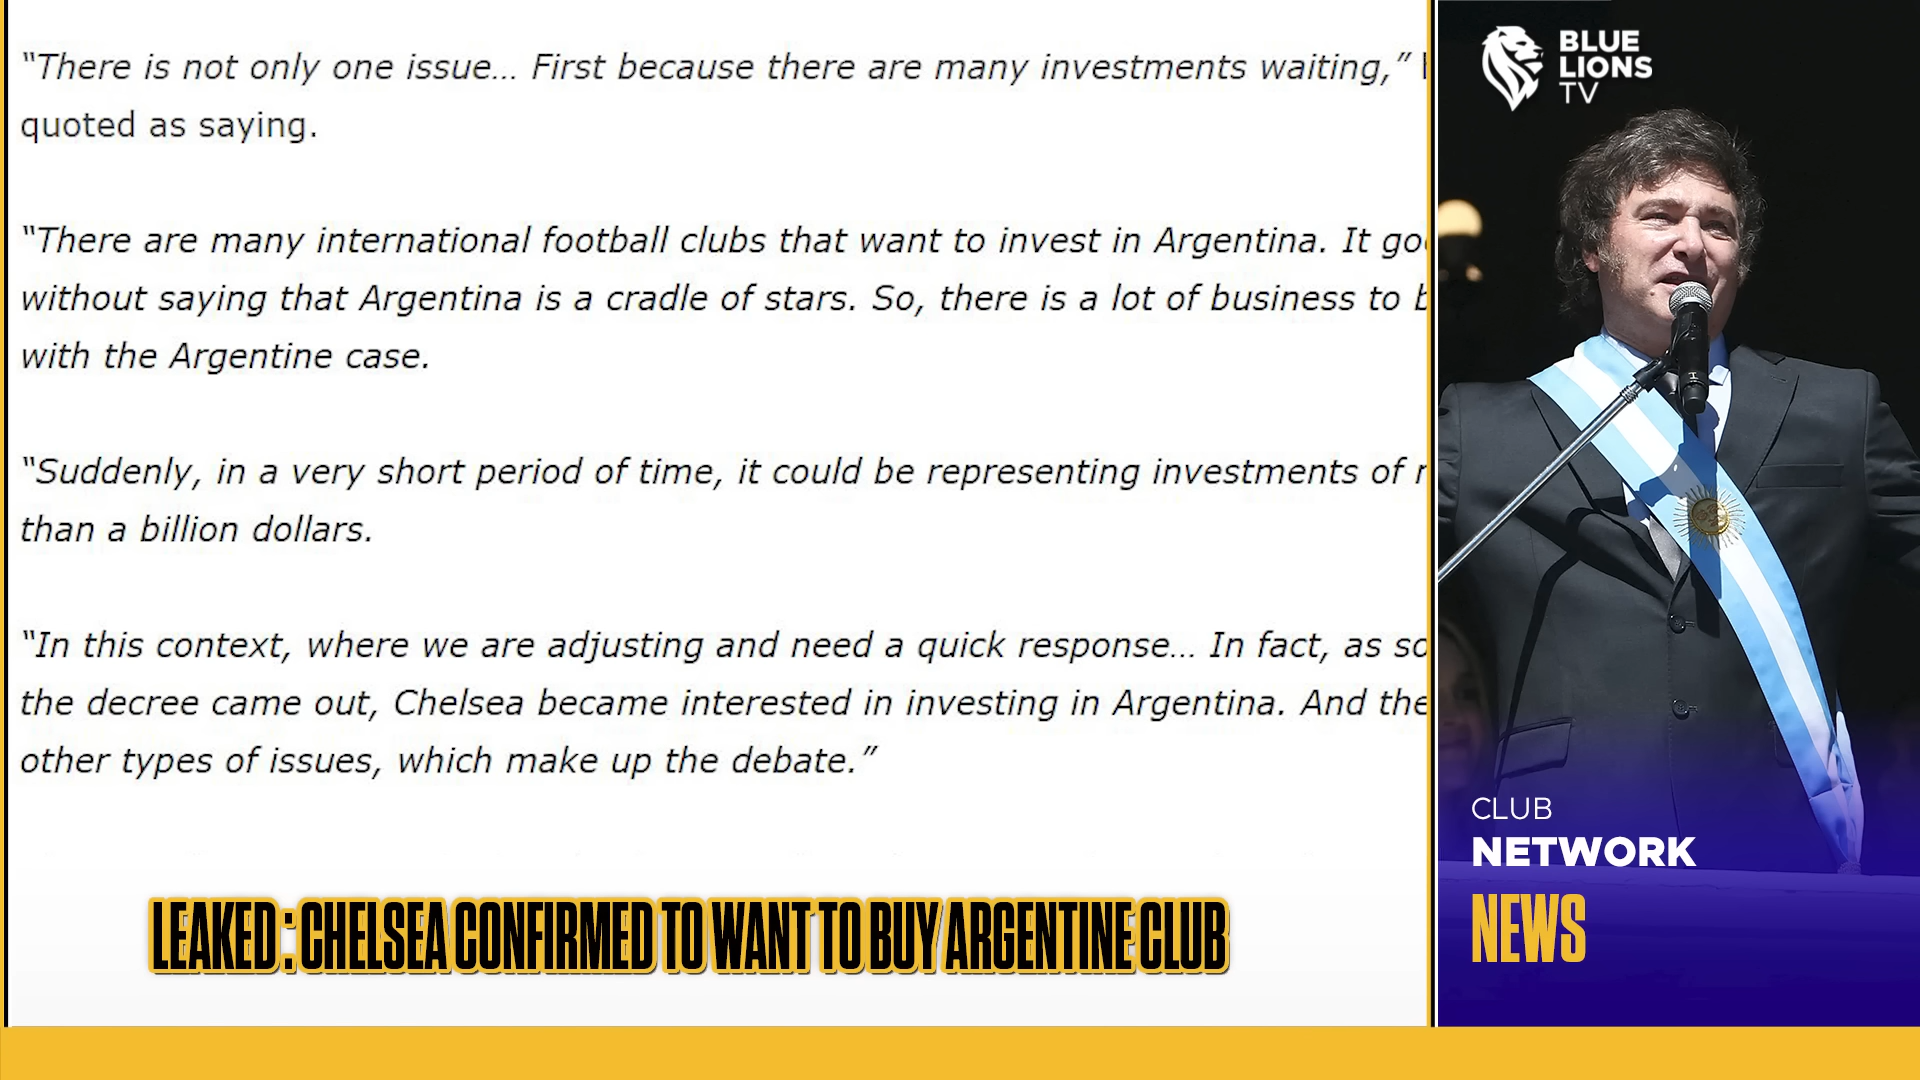 “There is not only one issue... First because there are many investments waiting,”
quoted as saying.
“There are many international football clubs that want to invest in Argentina. It
without saying that Argentina is a cradle of stars. So, there is a lot of business to
with the Argentine case.
“Suddenly, in a very short period of time, it could be representing investments of
than a billion dollars.
“In this context, where we are adjusting and need a quick response... In fact, as
the decree came out, Chelsea became interested in investing in Argentina. And
other types of issues, which make up the debate.”
LEAKED : CHELSEA CONFIRMED TO WANT TO BUY ARGENTINE CLUB
BLUE
LIONS
TV
CLUB
NETWORK
NEWS